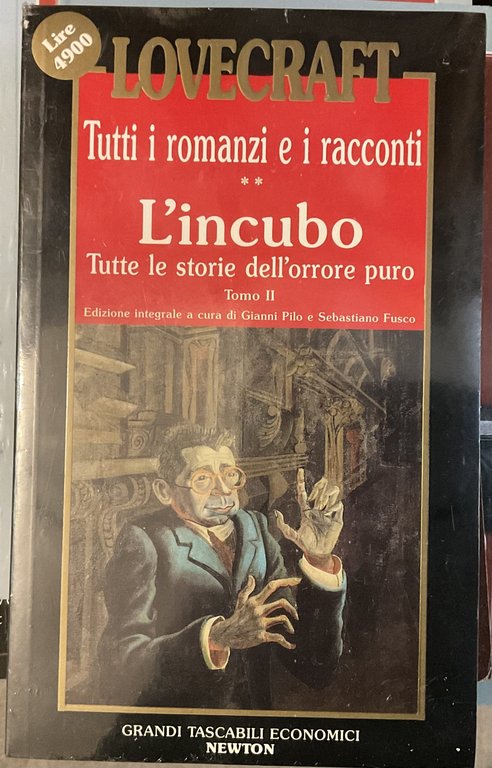 Lire
4900
LOVECRAFT
Tutti i romanzi e i racconti
**
L'incubo
Tutte le storie dell'orrore puro
Tomo II
Edizione integrale a cura di Gianni Pilo e Sebastiano Fusco
GRANDI TASCABILI ECONOMICI
NEWTON